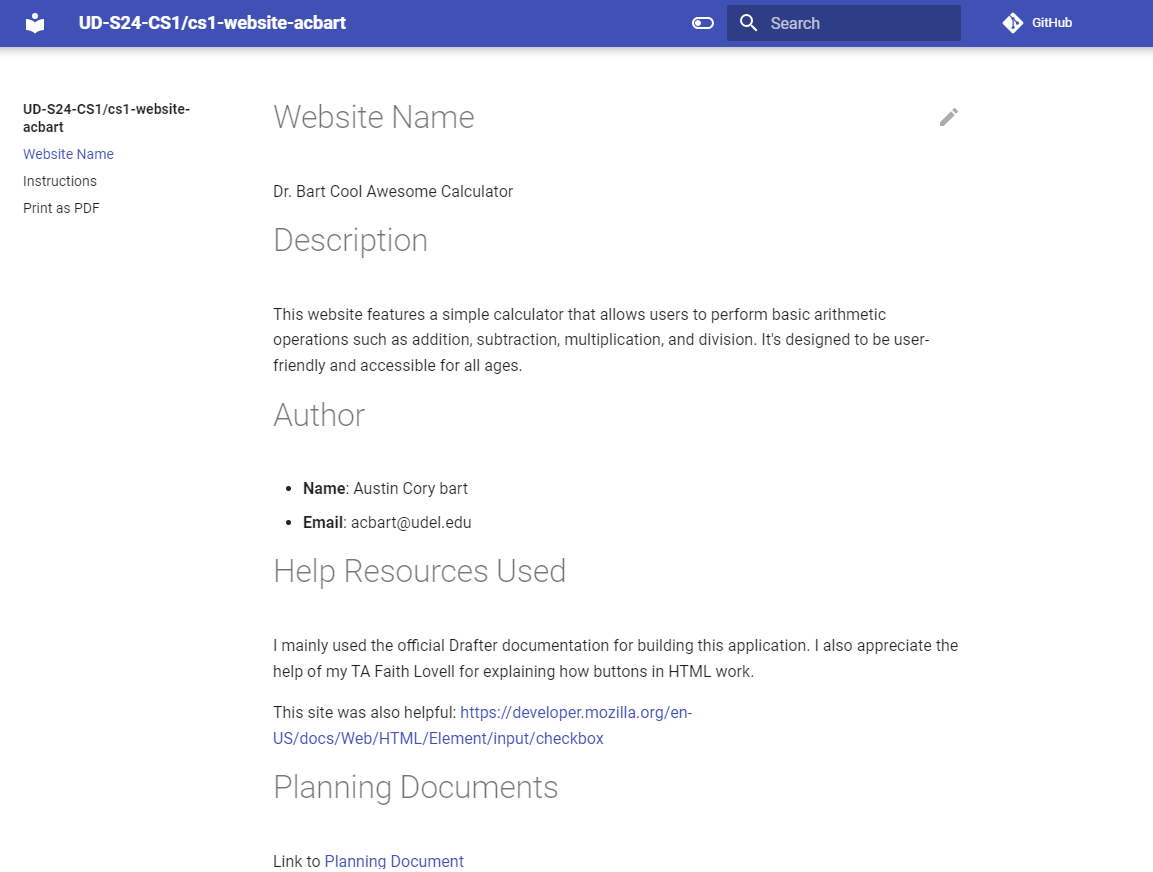 UD-S24-CS1/cs1-website-acbart
Search
GitHub
UD-S24-CS1/cs1-website-
acbart
Website Name
Instructions
Print as PDF
Website Name
Dr. Bart Cool Awesome Calculator
Description
This website features a simple calculator that allows users to perform basic arithmetic
operations such as addition, subtraction, multiplication, and division. It's designed to be user-
friendly and accessible for all ages.
Author
• Name: Austin Cory bart
• Email: acbart@udel.edu
Help Resources Used
I mainly used the official Drafter documentation for building this application. I also appreciate the
help of my TA Faith Lovell for explaining how buttons in HTML work.
This site was also helpful: https://developer.mozilla.org/en-
US/docs/Web/HTML/Element/input/checkbox
Planning Documents
Link to Planning Document